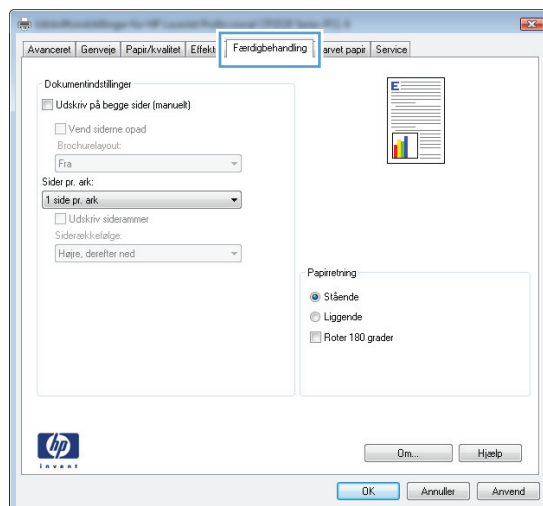 Avanceret Genveje Papir/kvalitet Effekt Færdigbehandling arvet papir Service
Dokumentindstillinger
Udskriv på begge sider (manuelt)
Vend siderne opad
Brochurelayout:
Fra
Sider pr. ark:
1 side pr. ark
Udskriv siderammer
Siderækkefølge:
Højre, derefter ned
E
Papirretning
Stående
Liggende
Roter 180 grader
hp
invent
Om... Hjælp
OK Annuller Anvend